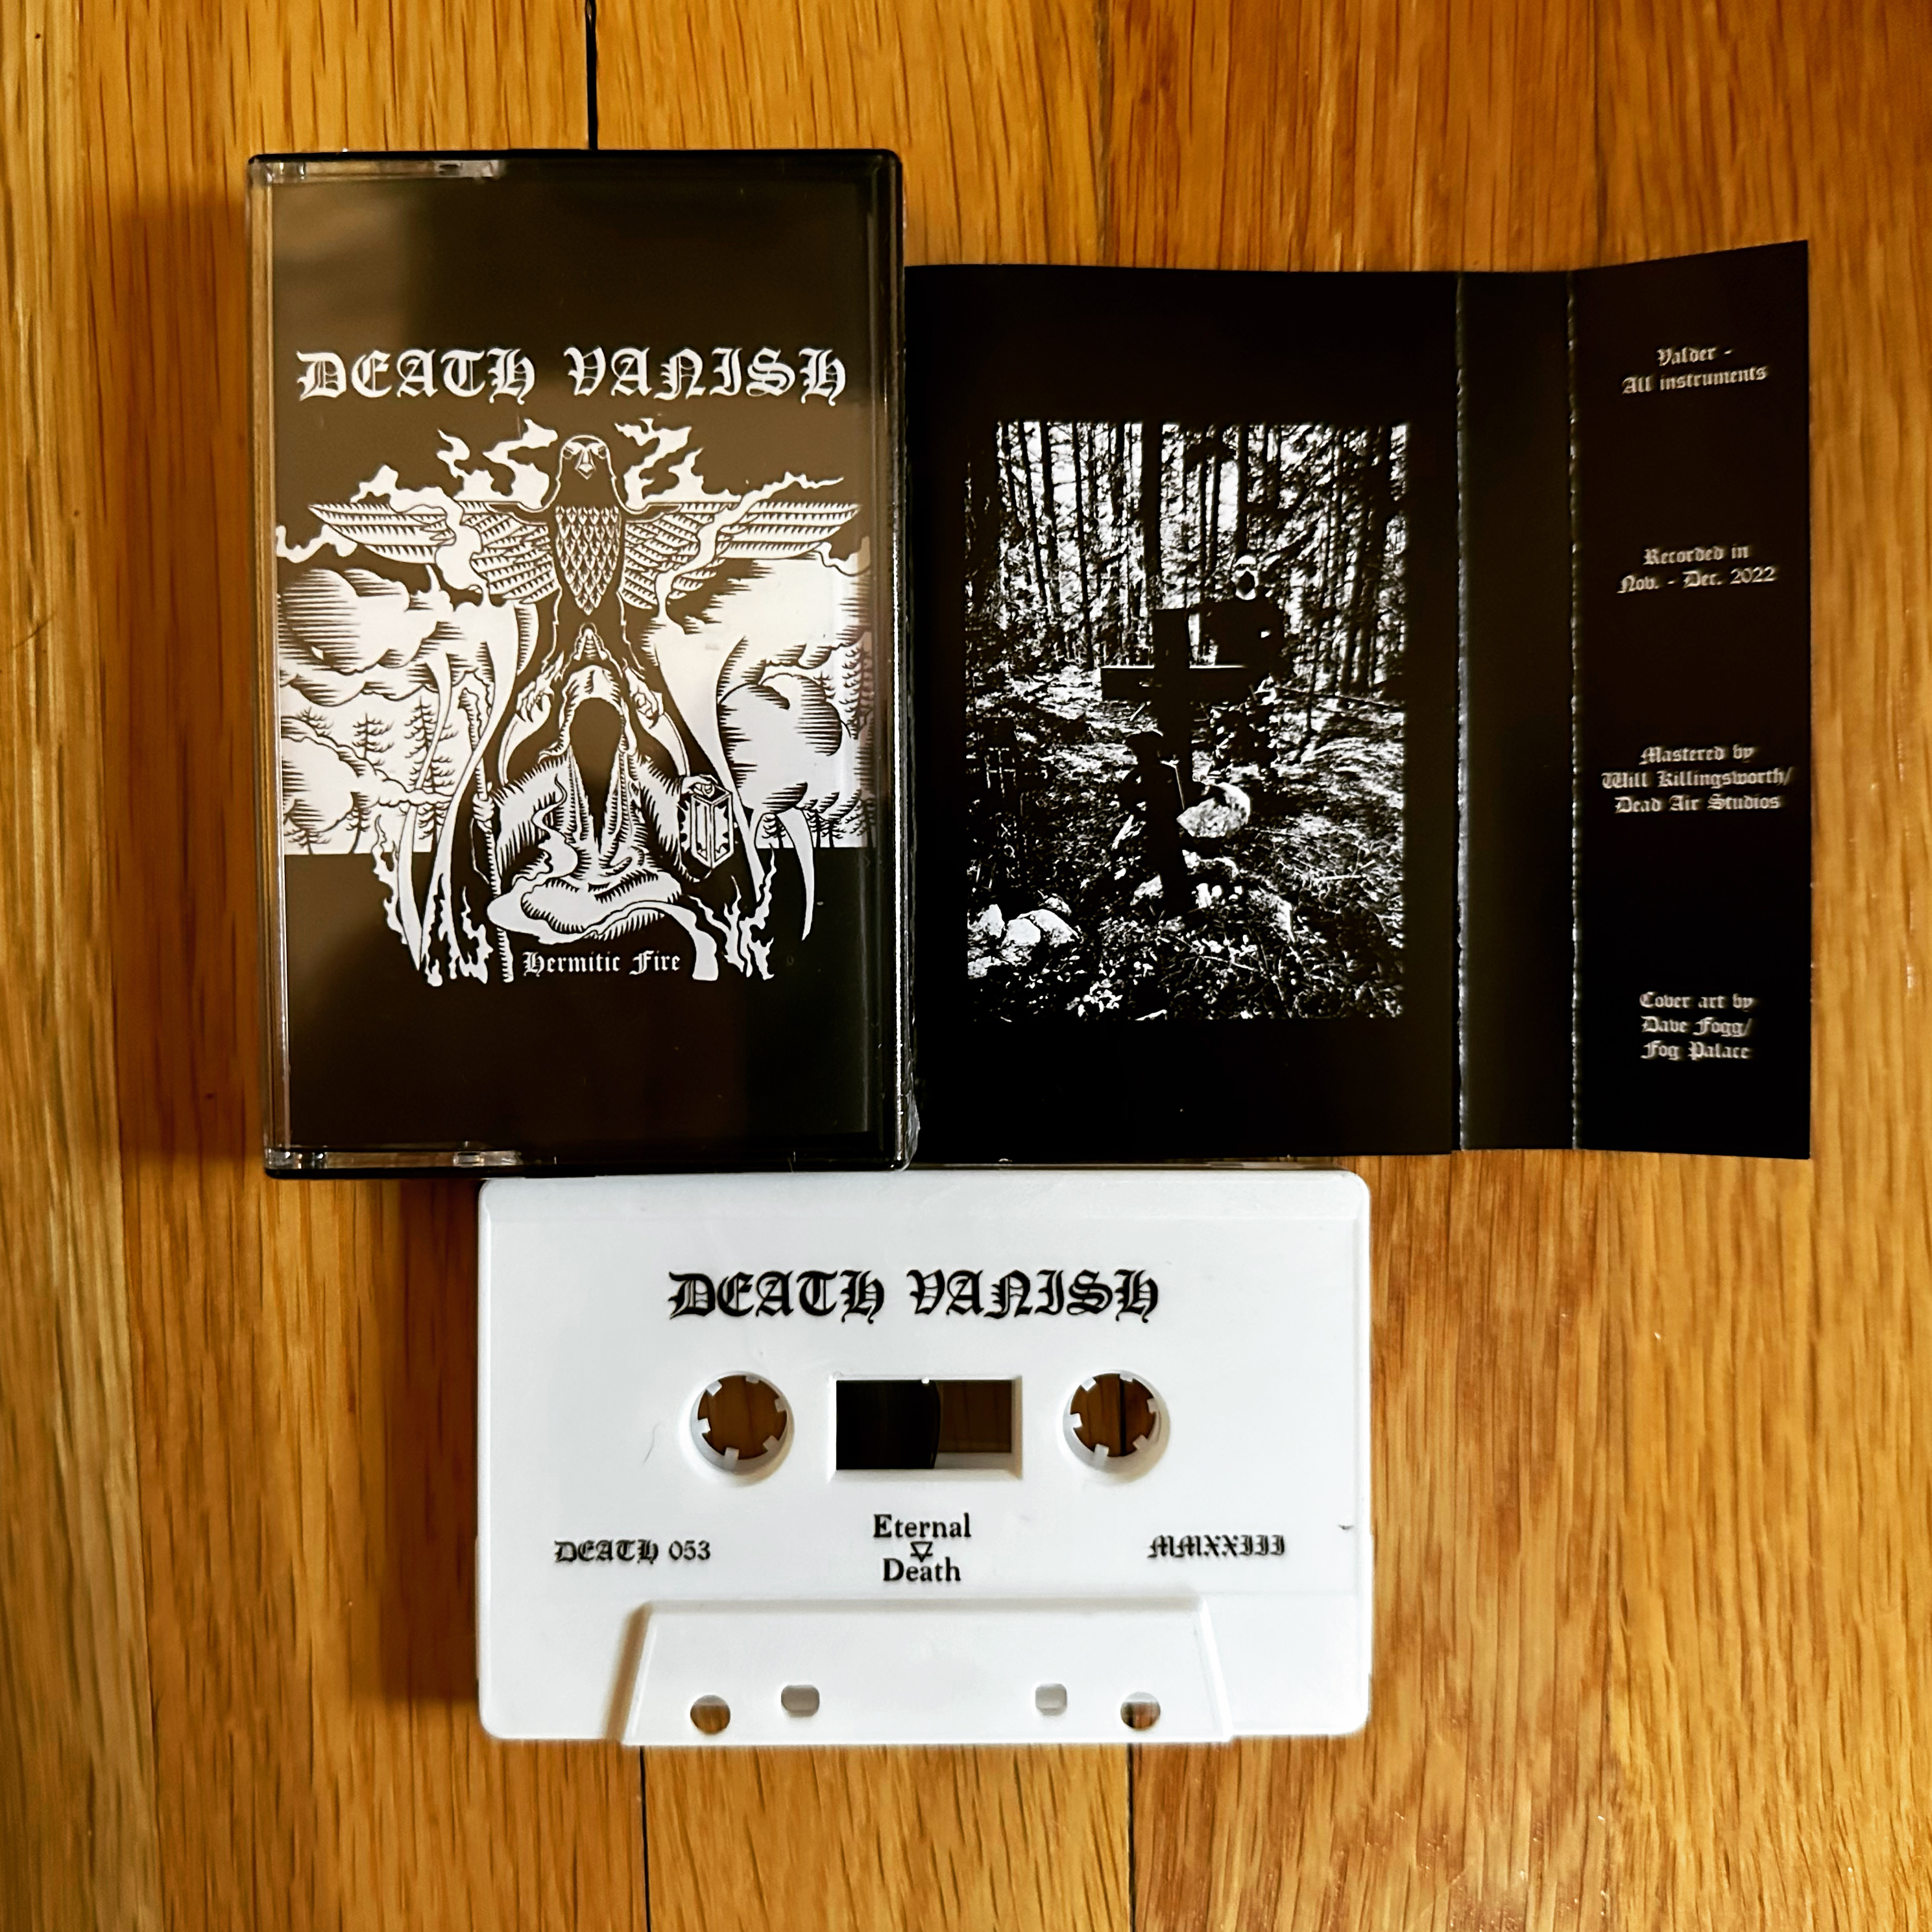 DEATH VANISH
Hermitic Fire
Valder -
All instruments
Recorded in
Nov. - Dec. 2022
Mastered by
Will Killingsworth/
Dead Air Studios
Cover art by
Dave Fogg/
Fog Palace
DEATH VANISH
Eternal
Death
DEATH 053
MMXXIII